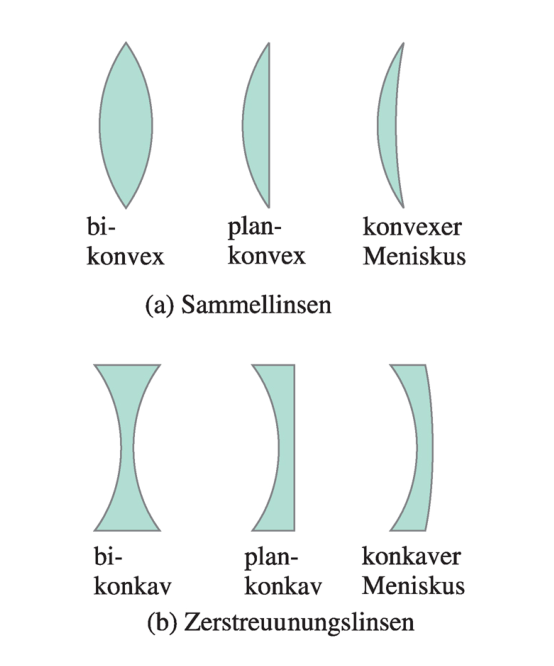 bi- plan- konvexer
konvex konvex Meniskus
(a) Sammellinsen
bi- plan- konkaver
konkav konkav Meniskus
(b) Zerstreuunungslinsen